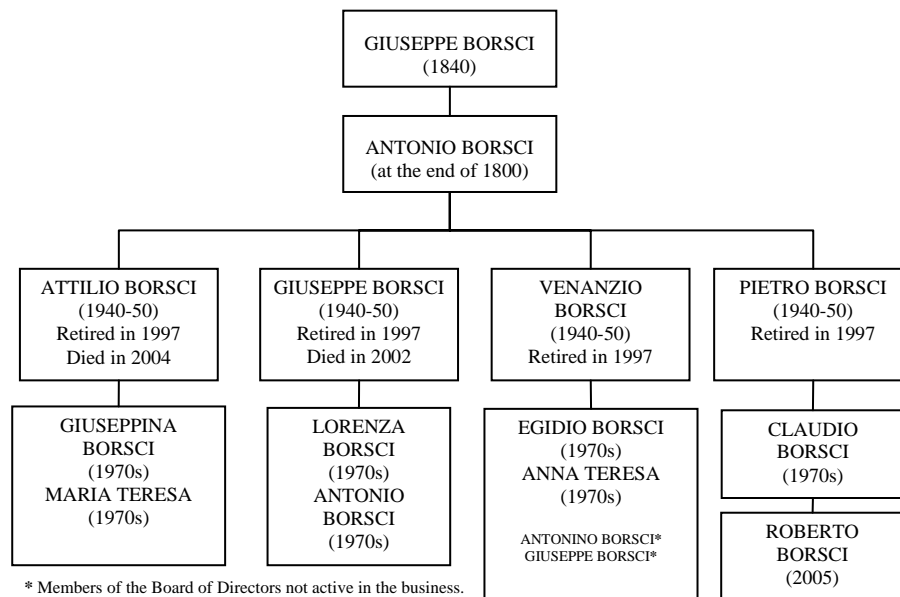 GIUSEPPE BORSCI
(1840)
ANTONIO BORSCI
(at the end of 1800)
ATTILIO BORSCI
(1940-50)
Retired in 1997
Died in 2004
GIUSEPPE BORSCI
(1940-50)
Retired in 1997
Died in 2002
VENANZIO
BORSCI
(1940-50)
Retired in 1997
PIETRO BORSCI
(1940-50)
Retired in 1997
GIUSEPPINA
BORSCI
(1970s)
MARIA TERESA
(1970s)
LORENZA
BORSCI
(1970s)
ANTONIO
BORSCI
(1970s)
EGIDIO BORSCI
(1970s)
ANNA TERESA
(1970s)
ANTONINO BORSCI*
GIUSEPPE BORSCI*
CLAUDIO
BORSCI
(1970s)
ROBERTO
BORSCI
(2005)
* Members of the Board of Directors not active in the business.